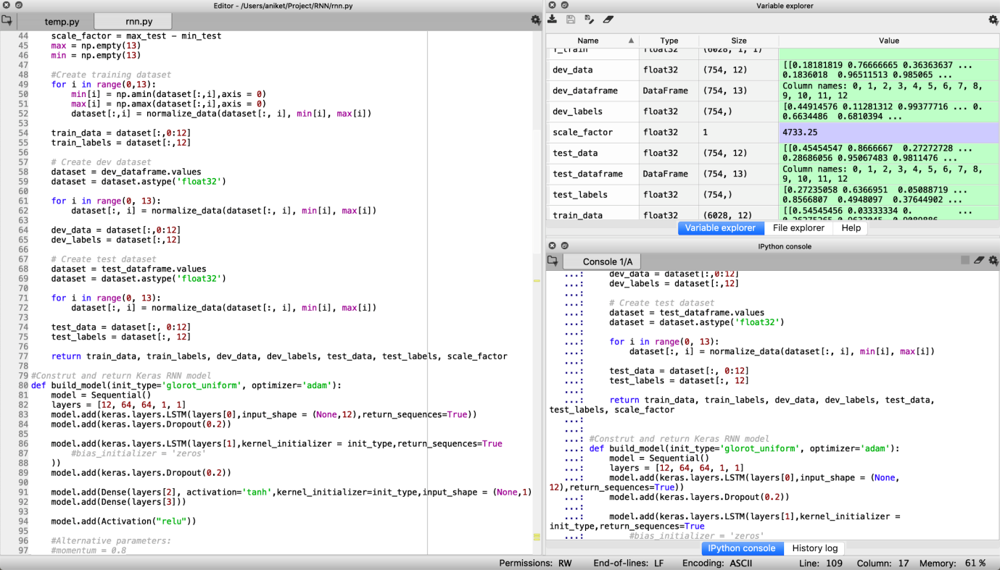 Editor - /Users/aniket/Project/RNN/rnn.py
temp.py
rnn.py
44 scale_factor = max_test - min_test
45 max = np.empty(13)
46 min = np.empty(13)
47
48 #Create training dataset
49 for i in range(0,13):
50 min[i] = np.amin(dataset[:,i],axis = 0)
51 max[i] = np.amax(dataset[:,i],axis = 0)
52 dataset[:,i] = normalize_data(dataset[:, i], min[i], max[i])
53
54 train_data = dataset[:,0:12]
55 train_labels = dataset[:,12]
56
57 # Create dev dataset
58 dataset = dev_dataframe.values
59 dataset = dataset.astype('float32')
60
61 for i in range(0, 13):
62 dataset[:, i] = normalize_data(dataset[:, i], min[i], max[i])
63
64 dev_data = dataset[:,0:12]
65 dev_labels = dataset[:,12]
66
67 # Create test dataset
68 dataset = test_dataframe.values
69 dataset = dataset.astype('float32')
70
71 for i in range(0, 13):
72 dataset[:, i] = normalize_data(dataset[:, i], min[i], max[i])
73
74 test_data = dataset[:, 0:12]
75 test_labels = dataset[:, 12]
76
77 return train_data, train_labels, dev_data, dev_labels, test_data, test_labels, scale_factor
78
79 #Construt and return Keras RNN model
80 def build_model(init_type='glorot_uniform', optimizer='adam'):
81 model = Sequential()
82 layers = [12, 64, 64, 1, 1]
83 model.add(keras.layers.LSTM(layers[0],input_shape = (None,12),return_sequences=True))
84 model.add(keras.layers.Dropout(0.2))
85
86 model.add(keras.layers.LSTM(layers[1],kernel_initializer = init_type,return_sequences=True
87 #bias_initializer = 'zeros'
88 ))
89 model.add(keras.layers.Dropout(0.2))
90
91 model.add(Dense(layers[2], activation='tanh',kernel_initializer=init_type,input_shape = (None,1)
92 model.add(Dense(layers[3]))
93
94 model.add(Activation("relu"))
95
96 #Alternative parameters:
97 #momentum = 0.8
Variable explorer
Name Type Size Value
Y_train float32 (6028, 1, 1)
dev_data float32 (754, 12) [[0.18181819 0.76666665 0.36363637 ...
0.1836018 0.96511513 0.985065 ...
dev_dataframe DataFrame (754, 13) Column names: 0, 1, 2, 3, 4, 5, 6, 7, 8,
9, 10, 11, 12
dev_labels float32 (754,) [0.44914576 0.11281312 0.99377716 ... 0.
0.6634486 0.6810394 ...
scale_factor float32 1 4733.25
test_data float32 (754, 12) [[0.45454547 0.8666667 0.27272728 ...
0.28686056 0.95067483 0.9811476 ...
test_dataframe DataFrame (754, 13) Column names: 0, 1, 2, 3, 4, 5, 6, 7, 8,
9, 10, 11, 12
test_labels float32 (754,) [0.27235058 0.6366951 0.05088719 ...
0.8566807 0.4948097 0.37644902 ...
train_data float32 (6028, 12) [[0.54545456 0.03333334 0. ...
Variable explorer File explorer Help
IPython console
Console 1/A
...: dev_data = dataset[:,0:12]
...: dev_labels = dataset[:,12]
...:
...: # Create test dataset
...: dataset = test_dataframe.values
...: dataset = dataset.astype('float32')
...:
...: for i in range(0, 13):
...: dataset[:, i] = normalize_data(dataset[:, i], min[i], max[i])
...:
...: test_data = dataset[:, 0:12]
...: test_labels = dataset[:, 12]
...:
...: return train_data, train_labels, dev_data, dev_labels, test_data,
test_labels, scale_factor
...:
...:
...: #Construt and return Keras RNN model
...: def build_model(init_type='glorot_uniform', optimizer='adam'):
...: model = Sequential()
...: layers = [12, 64, 64, 1, 1]
...: model.add(keras.layers.LSTM(layers[0],input_shape = (None,
12),return_sequences=True))
...: model.add(keras.layers.Dropout(0.2))
...:
...: model.add(keras.layers.LSTM(layers[1],kernel_initializer =
init_type,return_sequences=True
...: #bias_initializer = 'zeros'
IPython console History log
Permissions: RW End-of-lines: LF Encoding: ASCII Line: 109 Column: 17 Memory: 61 %